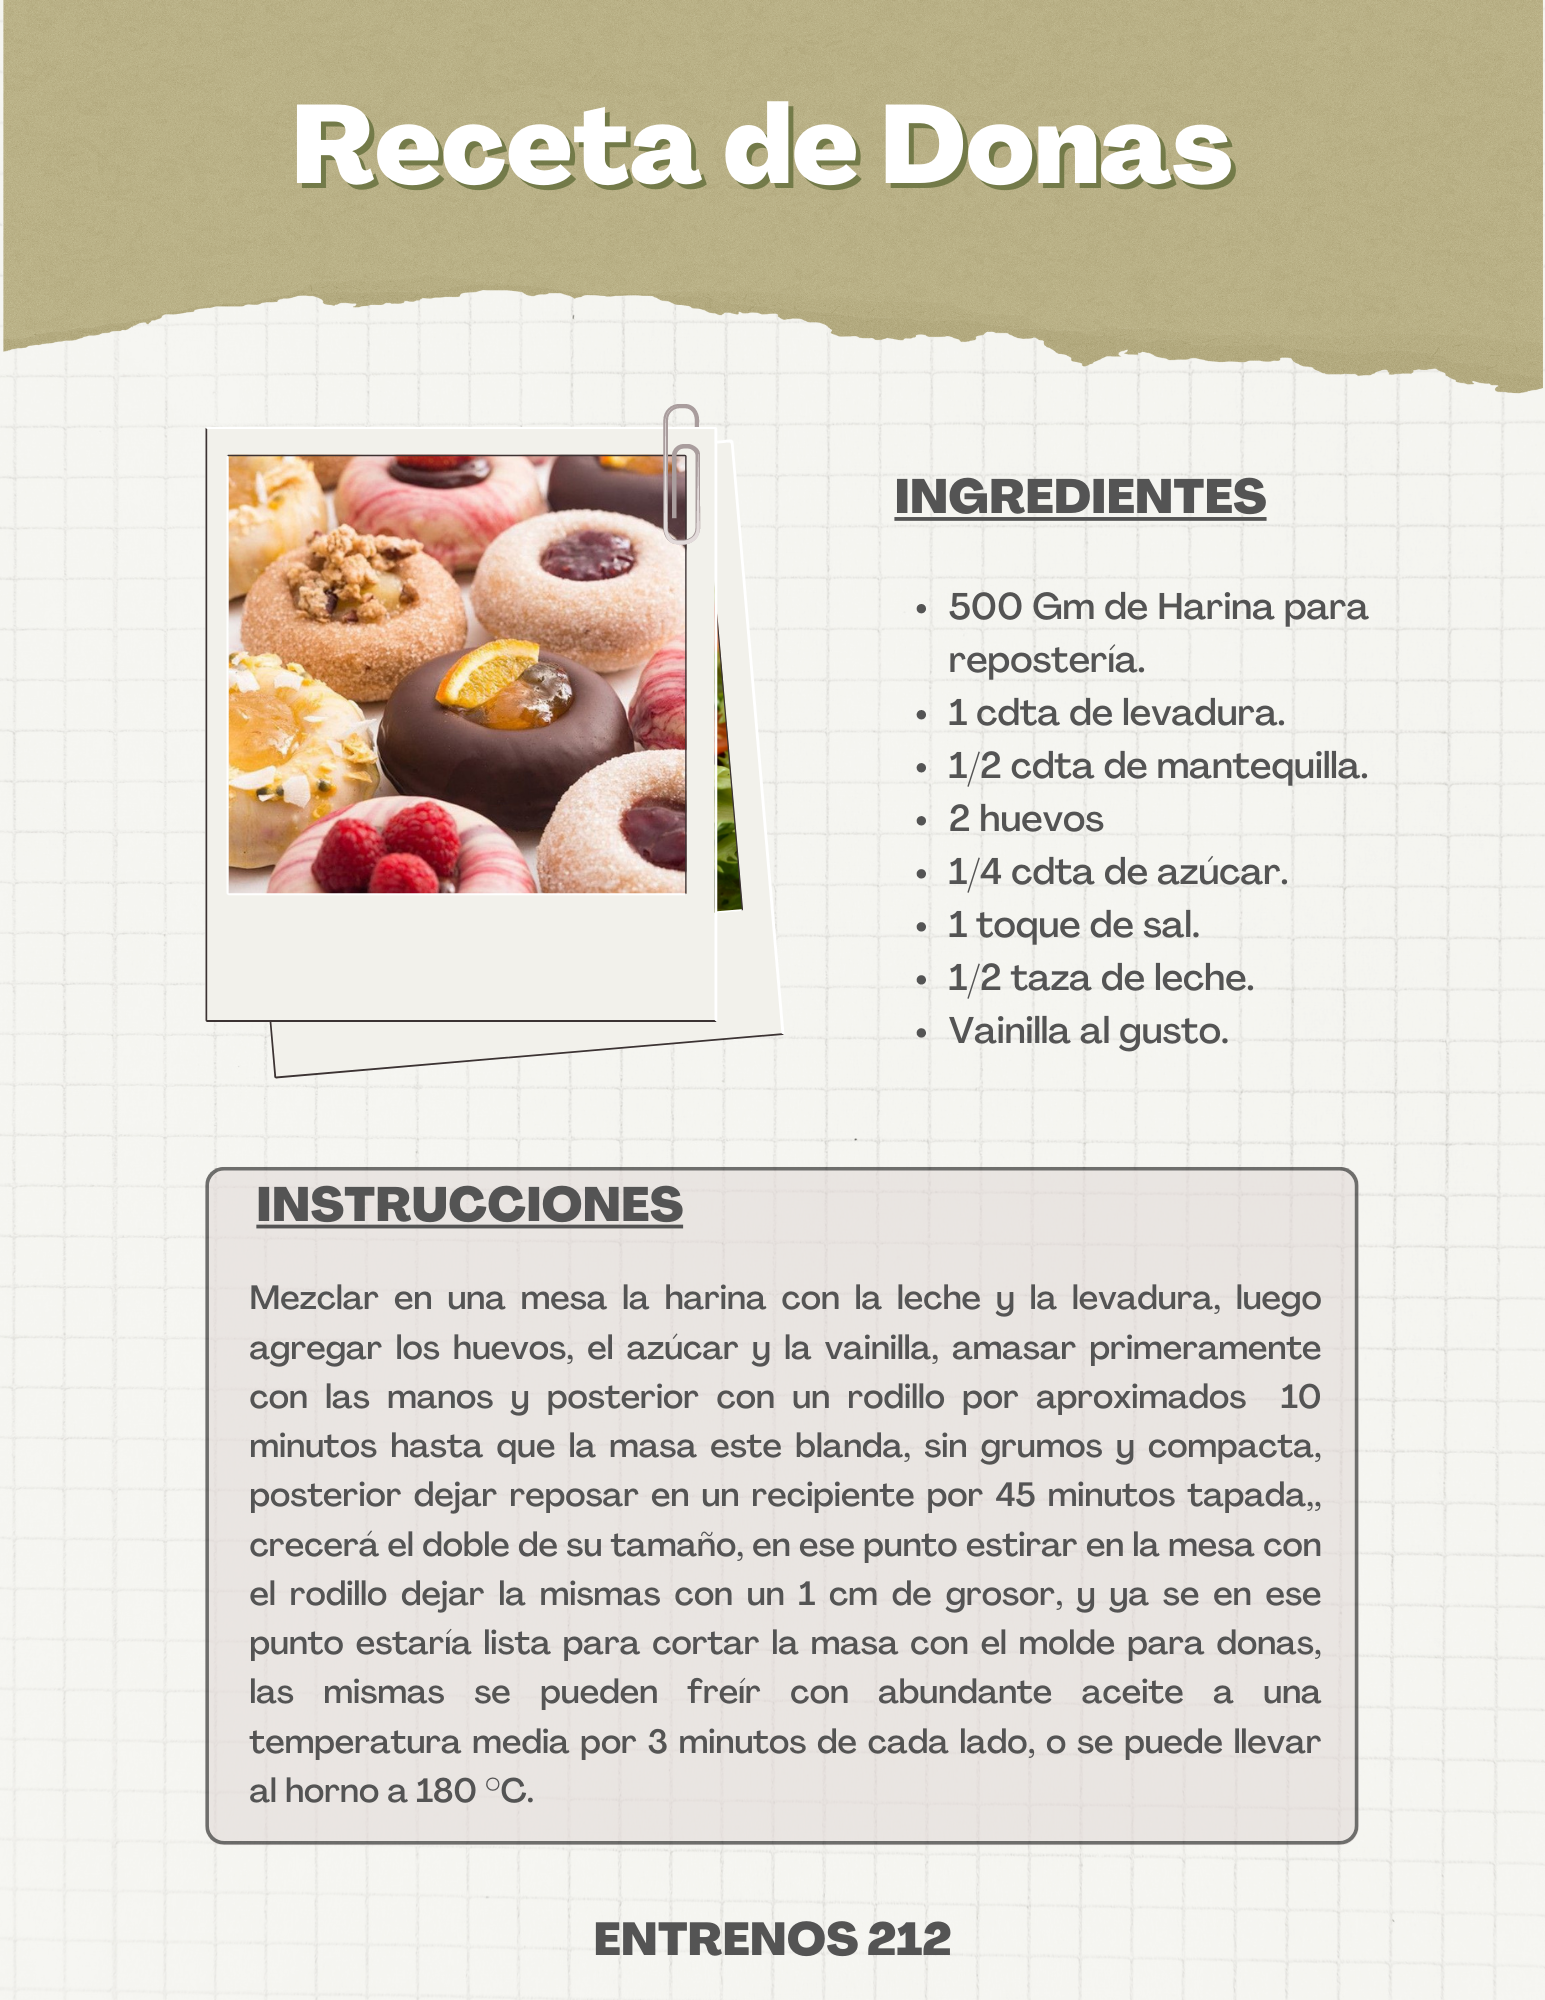 Receta de Donas
INGREDIENTES
• 500 Gm de Harina para
repostería.
• 1 cdta de levadura.
• 1/2 cdta de mantequilla.
• 2 huevos
• 1/4 cdta de azúcar.
• 1 toque de sal.
• 1/2 taza de leche.
• Vainilla al gusto.
INSTRUCCIONES
Mezclar en una mesa la harina con la leche y la levadura, luego
agregar los huevos, el azúcar y la vainilla, amasar primeramente
con las manos y posterior con un rodillo por aproximados 10
minutos hasta que la masa este blanda, sin grumos y compacta,
posterior dejar reposar en un recipiente por 45 minutos tapada,,
crecerá el doble de su tamaño, en ese punto estirar en la mesa con
el rodillo dejar la mismas con un 1 cm de grosor, y ya se en ese
punto estaría lista para cortar la masa con el molde para donas,
las mismas se pueden freír con abundante aceite a una
temperatura media por 3 minutos de cada lado, o se puede llevar
al horno a 180 °C.
ENTRENOS 212